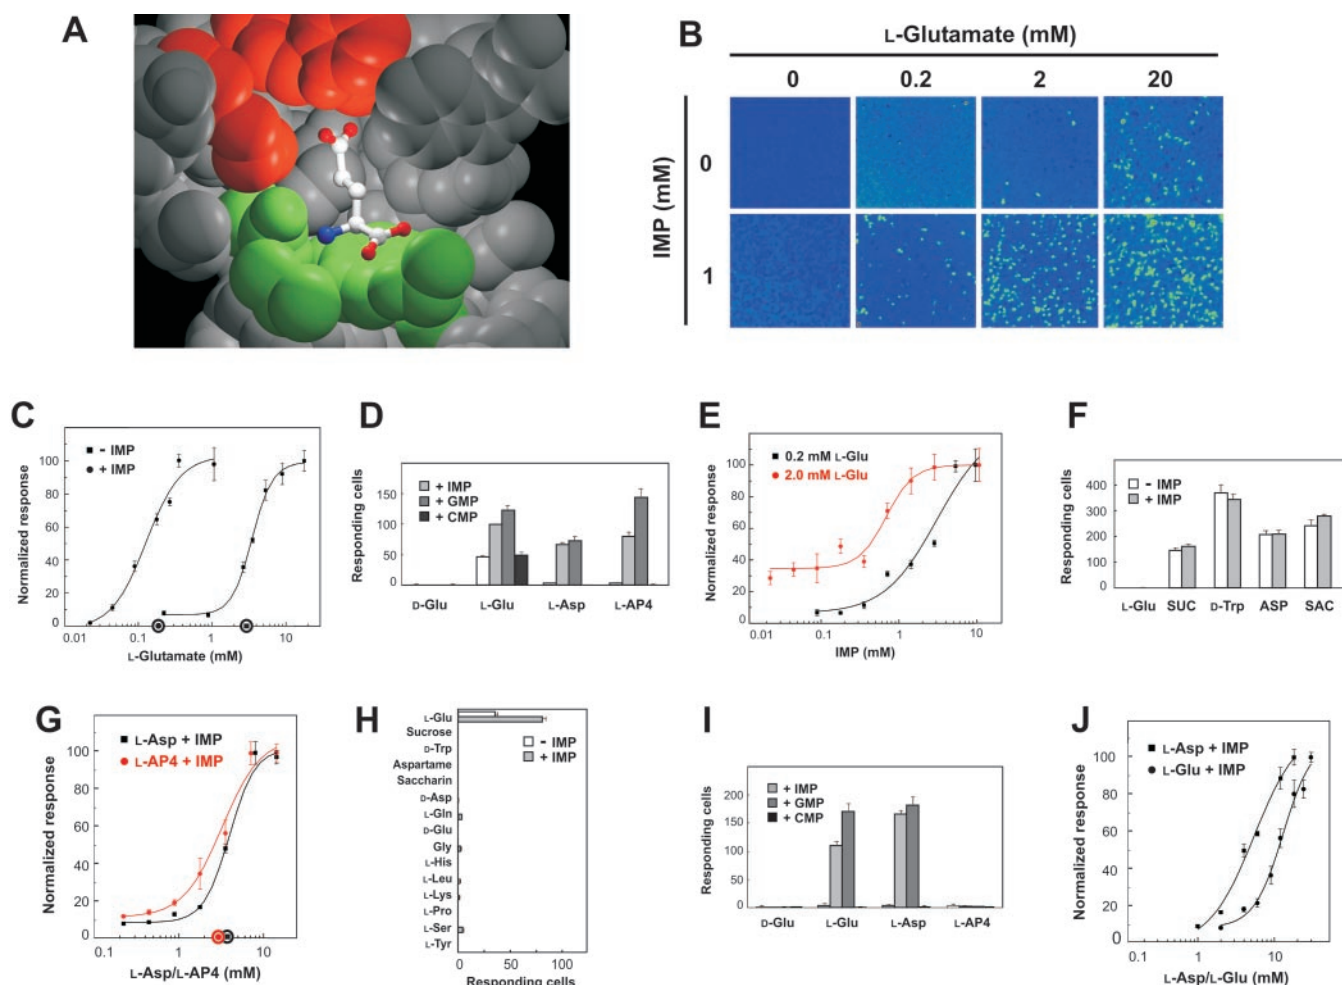 A
B
L-Glutamate (mM)
0 0.2 2 20
IMP (mM)
0
1
C
Normalized response
100
80
60
40
20
0
- IMP
+ IMP
0.01 0.1 1 10
L-Glutamate (mM)
D
Responding cells
150
100
50
0
+ IMP
+ GMP
+ CMP
D-Glu L-Glu L-Asp L-AP4
E
Normalized response
100
80
60
40
20
0
0.2 mM L-Glu
2.0 mM L-Glu
0.01 0.1 1 10
IMP (mM)
F
Responding cells
400
300
200
100
0
- IMP
+ IMP
L-Glu SUC D-Trp ASP SAC
G
Normalized response
100
80
60
40
20
0
L-Asp + IMP
L-AP4 + IMP
1 10
L-Asp/L-AP4 (mM)
H
L-Glu
Sucrose
D-Trp
Aspartame
Saccharin
D-Asp
L-Gln
D-Glu
Gly
L-His
L-Leu
L-Lys
L-Pro
L-Ser
L-Tyr
- IMP
+ IMP
0 50 100
Responding cells
I
Responding cells
200
150
100
50
0
+ IMP
+ GMP
+ CMP
D-Glu L-Glu L-Asp L-AP4
J
Normalized response
100
80
60
40
20
0
L-Asp + IMP
L-Glu + IMP
0.1 1 10
L-Asp/L-Glu (mM)